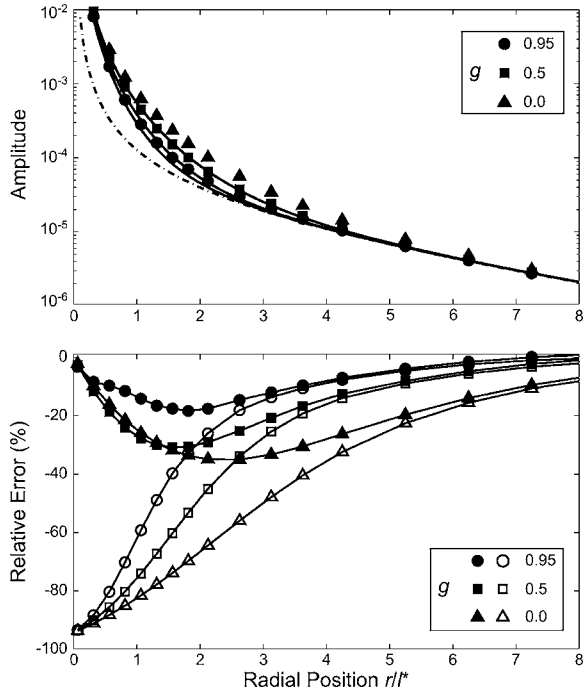 10-2
10-3
10-4
10-5
10-6
Amplitude
g
0.95
0.5
0.0
0 1 2 3 4 5 6 7 8
0
-20
-40
-60
-80
-100
Relative Error (%)
g
0.95
0.5
0.0
0 1 2 3 4 5 6 7 8
Radial Position r/l*